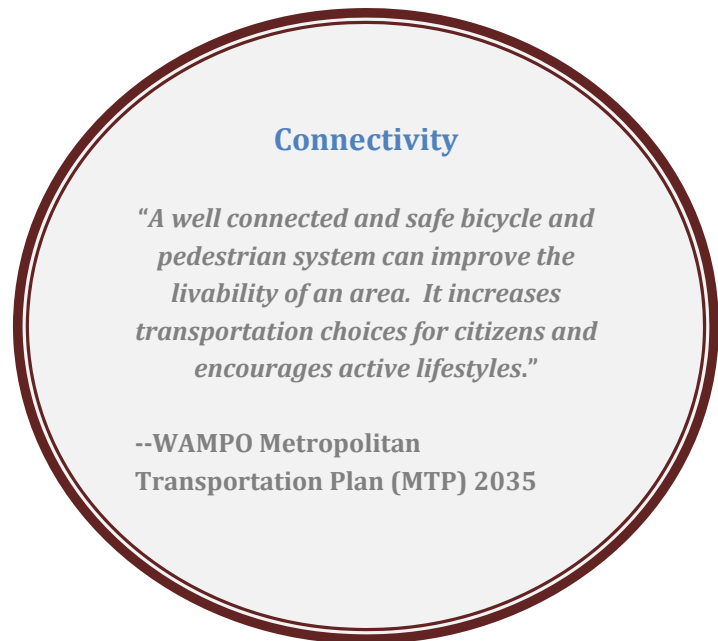 Connectivity
“A well connected and safe bicycle and
pedestrian system can improve the
livability of an area.  It increases
transportation choices for citizens and
encourages active lifestyles.”
--WAMPO Metropolitan
Transportation Plan (MTP) 2035